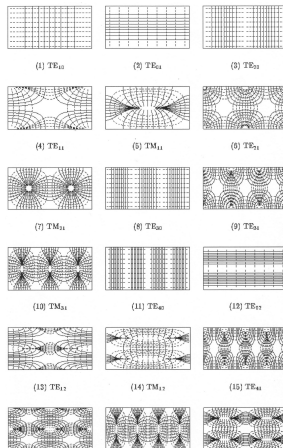 (1) TE₁₀ (2) TE₀₁ (3) TE₂₀
(4) TE₁₁ (5) TM₁₁ (6) TE₂₁
(7) TM₂₁ (8) TE₃₀ (9) TE₃₁
(10) TM₃₁ (11) TE₄₀ (12) TE₀₂
(13) TE₁₂ (14) TM₁₂ (15) TE₄₁